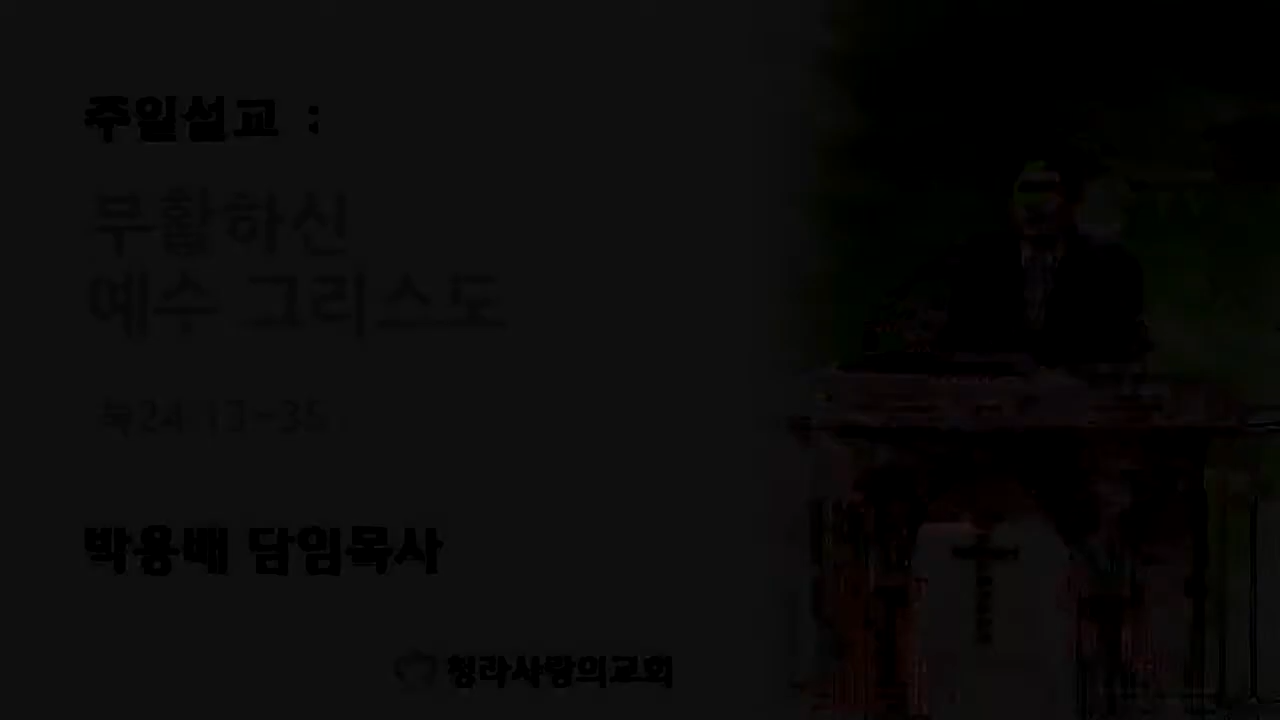 주일설교 :
부활하신
예수 그리스도
눅24:13~35
박용배 담임목사
청라사랑의교회